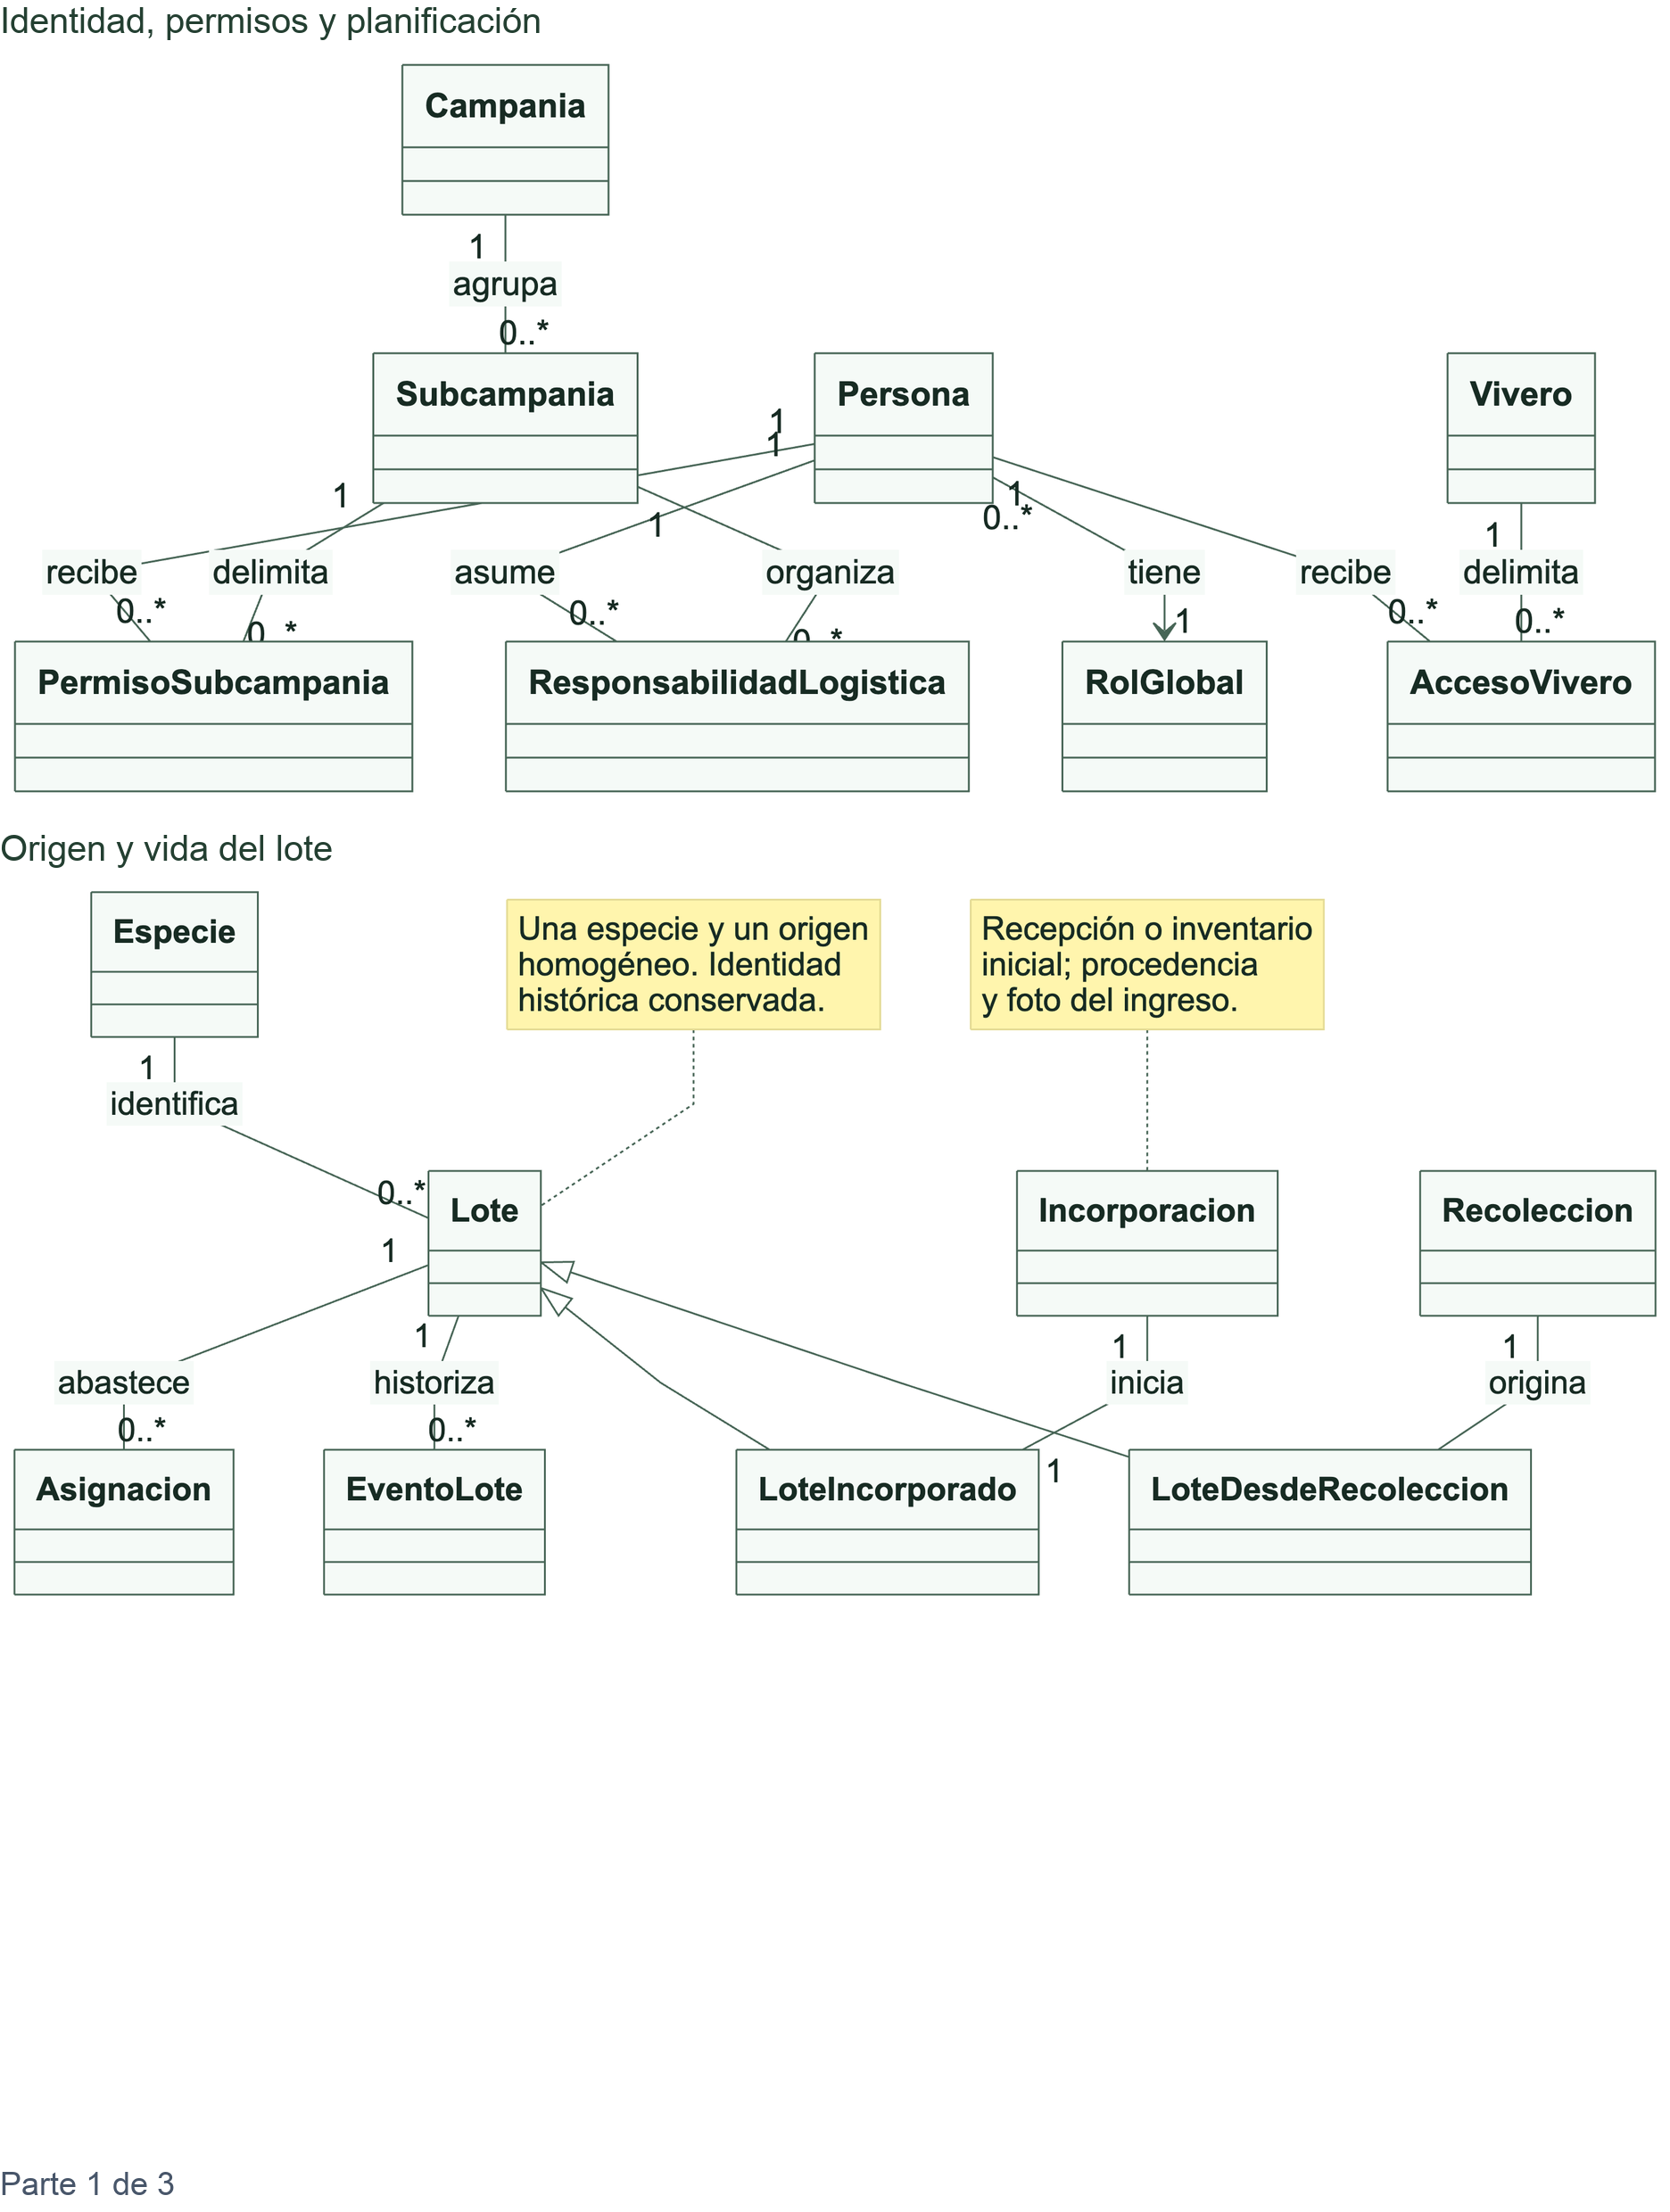 Identidad, permisos y planificación
Campania
1
agrupa
0..*
Subcampania
Persona
Vivero
1
1
1
1
1
0..*
1
recibe
delimita
asume
organiza
tiene
recibe
delimita
0..*
0..*
0..*
0..*
1
0..*
0..*
PermisoSubcampania
ResponsabilidadLogistica
RolGlobal
AccesoVivero
Origen y vida del lote
Especie
Una especie y un origen
homogéneo. Identidad
histórica conservada.
Recepción o inventario
inicial; procedencia
y foto del ingreso.
1
identifica
0..*
Lote
Incorporacion
Recoleccion
1
1
1
1
abastece
historiza
inicia
origina
0..*
0..*
1
Asignacion
EventoLote
LoteIncorporado
LoteDesdeRecoleccion
Parte 1 de 3